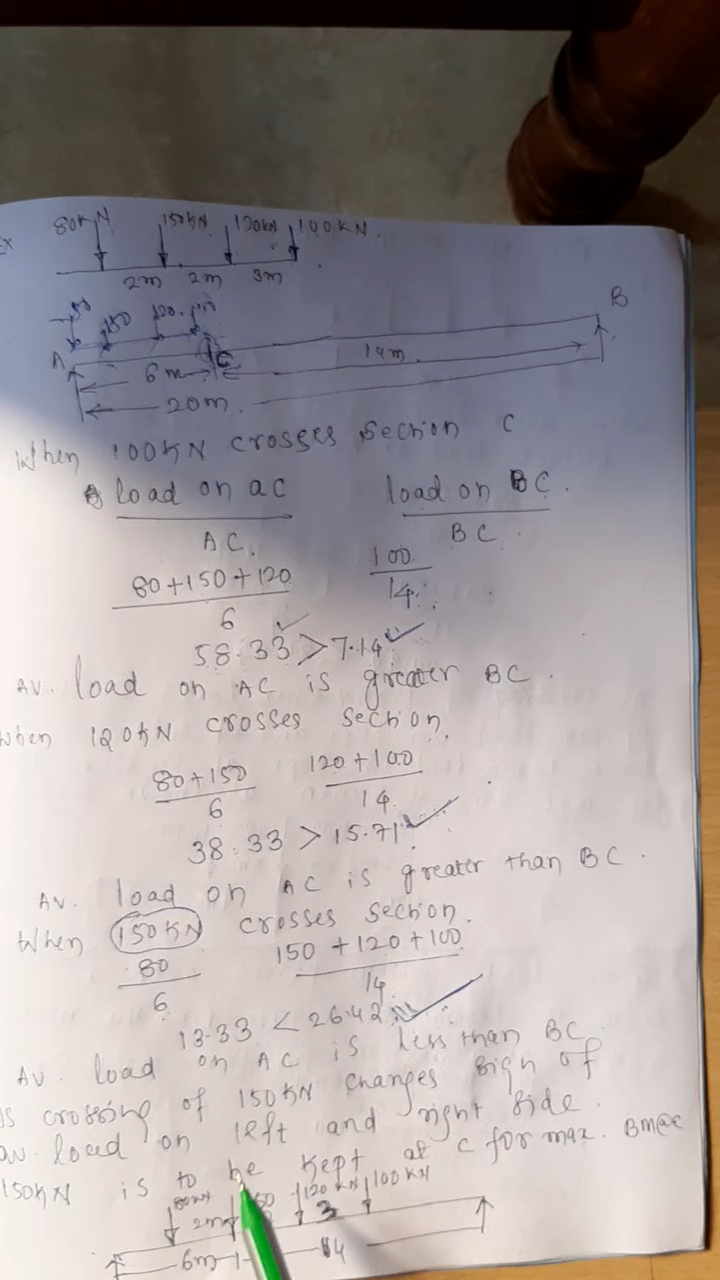 Ex
80KN 150KN 120KN 140KN.
2m 2m 3m
B
A C 14m.
6m
20m.
When 100KN crosses section C
load on ac load on BC.
AC. BC.
80+150+120 100
6 14.
58.33 > 7.14
Av. load on AC is greater BC.
when 120KN crosses section.
80+150 120+100
6 14.
38.33 > 15.71
Av. load on AC is greater than BC.
When 150KN crosses section.
80 150 +120+100
6 14
13.33 < 26.42
Av. load on AC is less than BC
is crossing of 150KN changes sign of
av. load on left and right side.
150KN is to be kept at C for max. BM@C
80KN 120KN 100KN
2m 3
6m 14